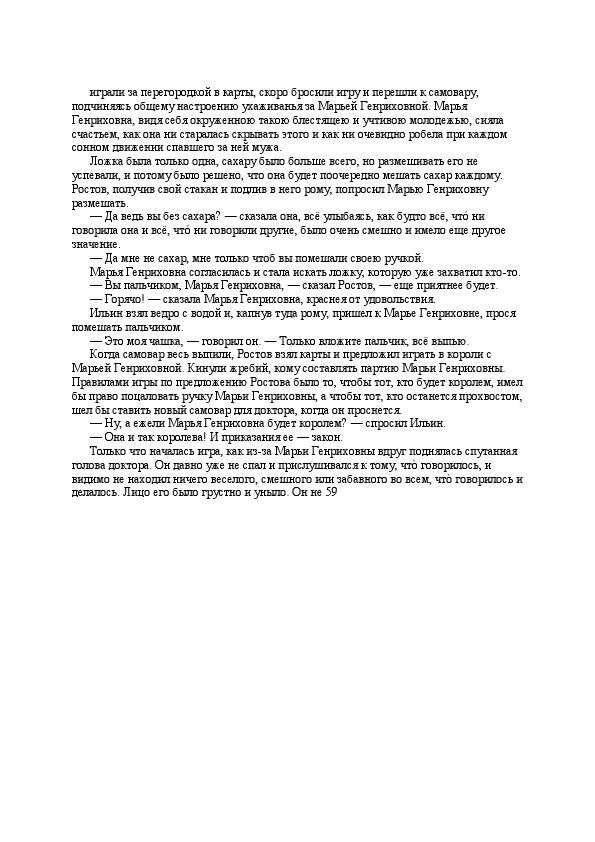 играли за перегородкой в карты, скоро бросили игру и перешли к самовару,
подчиняясь общему настроению ухаживанья за Марьей Генриховной. Марья
Генриховна, видя себя окруженною такою блестящею и учтивою молодежью, сияла
счастьем, как она ни старалась скрывать этого и как ни очевидно робела при каждом
сонном движении спавшего за ней мужа.
Ложка была только одна, сахару было больше всего, но размешивать его не
успевали, и потому было решено, что она будет поочередно мешать сахар каждому.
Ростов, получив свой стакан и подлив в него рому, попросил Марью Генриховну
размешать.
— Да ведь вы без сахара? — сказала она, всё улыбаясь, как будто всё, что́ ни
говорила она и всё, что́ ни говорили другие, было очень смешно и имело еще другое
значение.
— Да мне не сахар, мне только чтоб вы помешали своею ручкой.
Марья Генриховна согласилась и стала искать ложку, которую уже захватил кто-то.
— Вы пальчиком, Марья Генриховна, — сказал Ростов, — еще приятнее будет.
— Горячо! — сказала Марья Генриховна, краснея от удовольствия.
Ильин взял ведро с водой и, капнув туда рому, пришел к Марье Генриховне, прося
помешать пальчиком.
— Это моя чашка, — говорил он. — Только вложите пальчик, всё выпью.
Когда самовар весь выпили, Ростов взял карты и предложил играть в короли с
Марьей Генриховной. Кинули жребий, кому составлять партию Марьи Генриховны.
Правилами игры по предложению Ростова было то, чтобы тот, кто будет королем, имел
бы право поцаловать ручку Марьи Генриховны, а чтобы тот, кто останется прохвостом,
шел бы ставить новый самовар для доктора, когда он проснется.
— Ну, а ежели Марья Генриховна будет королем? — спросил Ильин.
— Она и так королева! И приказания ее — закон.
Только что началась игра, как из-за Марьи Генриховны вдруг поднялась спутанная
голова доктора. Он давно уже не спал и прислушивался к тому, что̀ говорилось, и
видимо не находил ничего веселого, смешного или забавного во всем, что̀ говорилось и
делалось. Лицо его было грустно и уныло. Он не 59